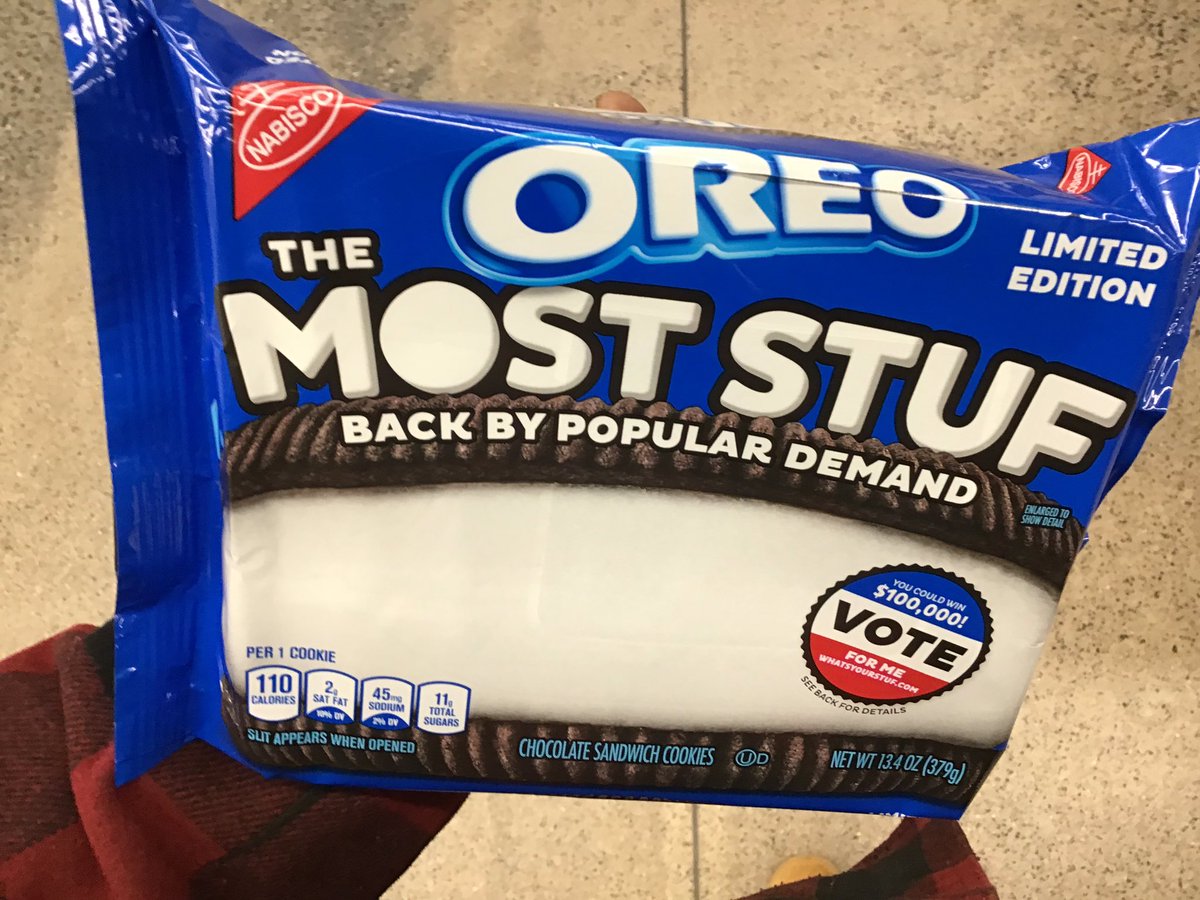 NABISCO
OREO
NABISCO
LIMITED
EDITION
THE
MOST STUF
BACK BY POPULAR DEMAND
ENLARGED TO
SHOW DETAIL
YOU COULD WIN
$100,000!
VOTE
FOR ME
WHATSYOURSTUF.COM
SEE BACK FOR DETAILS
PER 1 COOKIE
110
CALORIES
2g
SAT FAT
10% DV
45mg
SODIUM
2% DV
11g
TOTAL
SUGARS
SLIT APPEARS WHEN OPENED
CHOCOLATE SANDWICH COOKIES
U D
NET WT 13.4 OZ (379g)